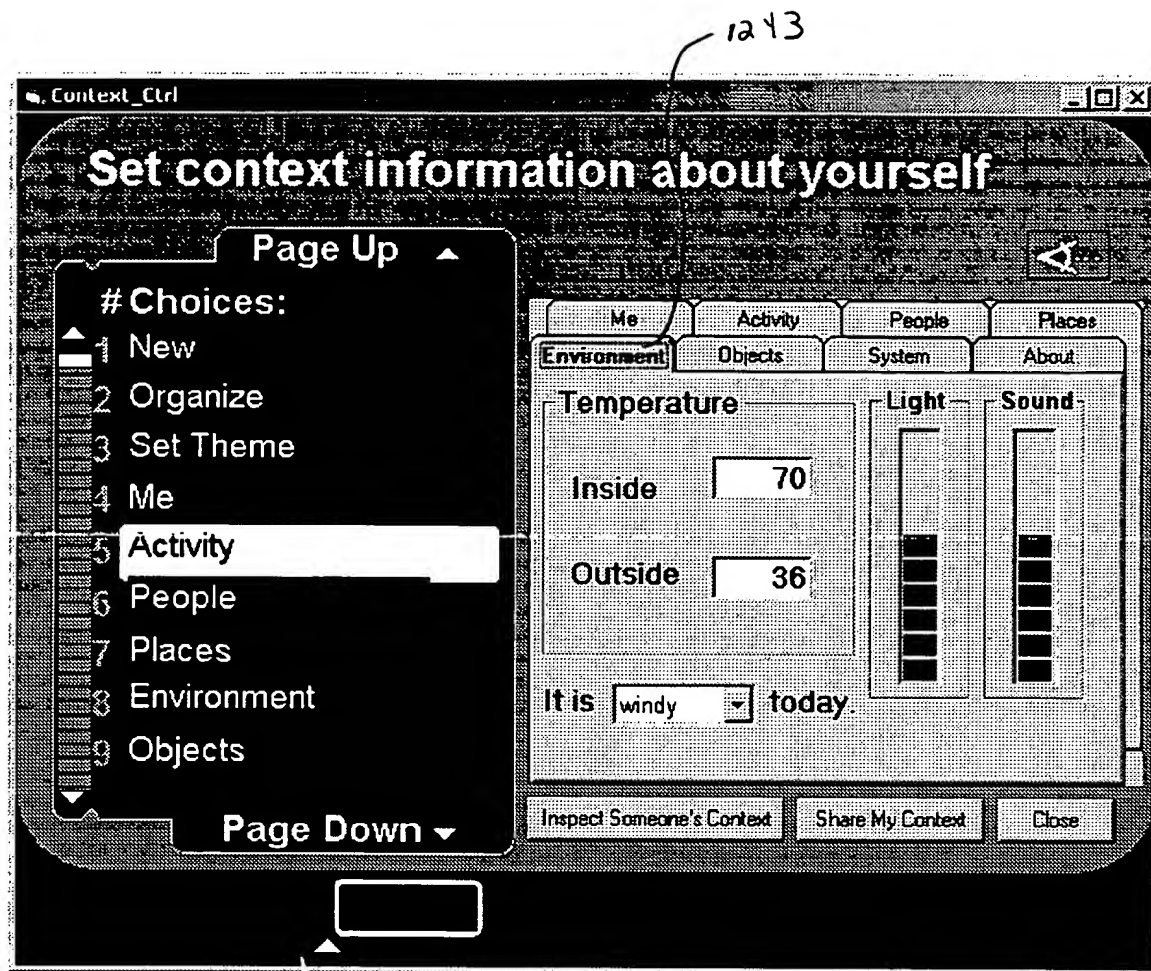 1243
Context_Ctrl
Set context information about yourself
Page Up
# Choices:
1 New
2 Organize
3 Set Theme
4 Me
5 Activity
6 People
7 Places
8 Environment
9 Objects
Page Down
Me Activity People Places
Environment Objects System About
Temperature Light Sound
Inside 70
Outside 36
It is windy today.
Inspect Someone's Context Share My Context Close